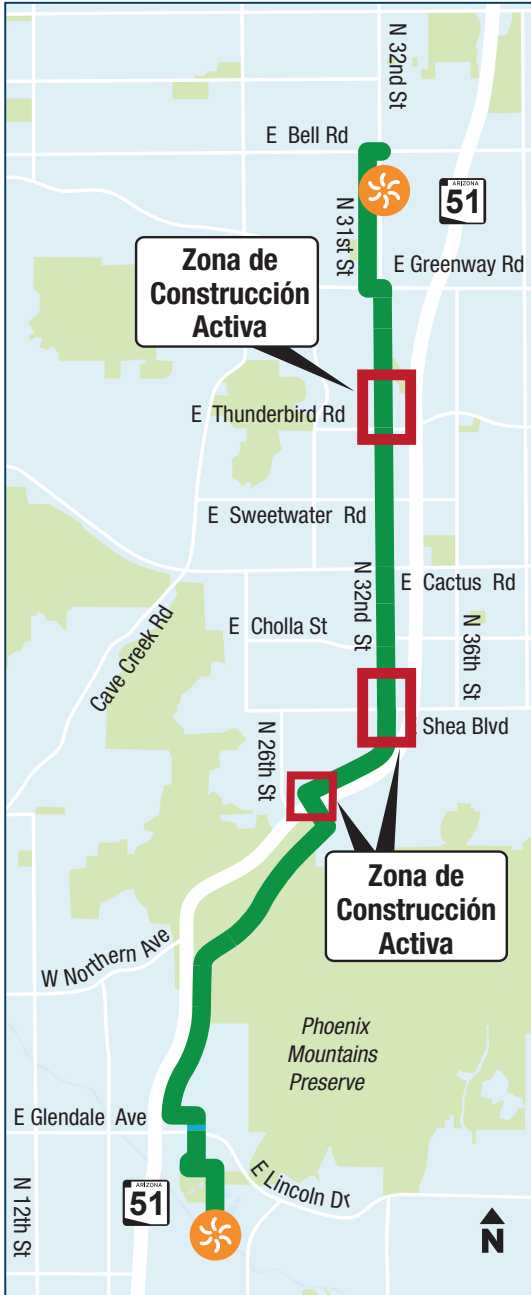 N 32nd St
E Bell Rd
ARIZONA
51
N 31st St
E Greenway Rd
Zona de
Construcción
Activa
E Thunderbird Rd
E Sweetwater Rd
N 32nd St
E Cactus Rd
E Cholla St
N 36th St
Cave Creek Rd
N 26th St
E Shea Blvd
Zona de
Construcción
Activa
W Northern Ave
Phoenix
Mountains
Preserve
E Glendale Ave
E Lincoln Dr
N 12th St
ARIZONA
51
N